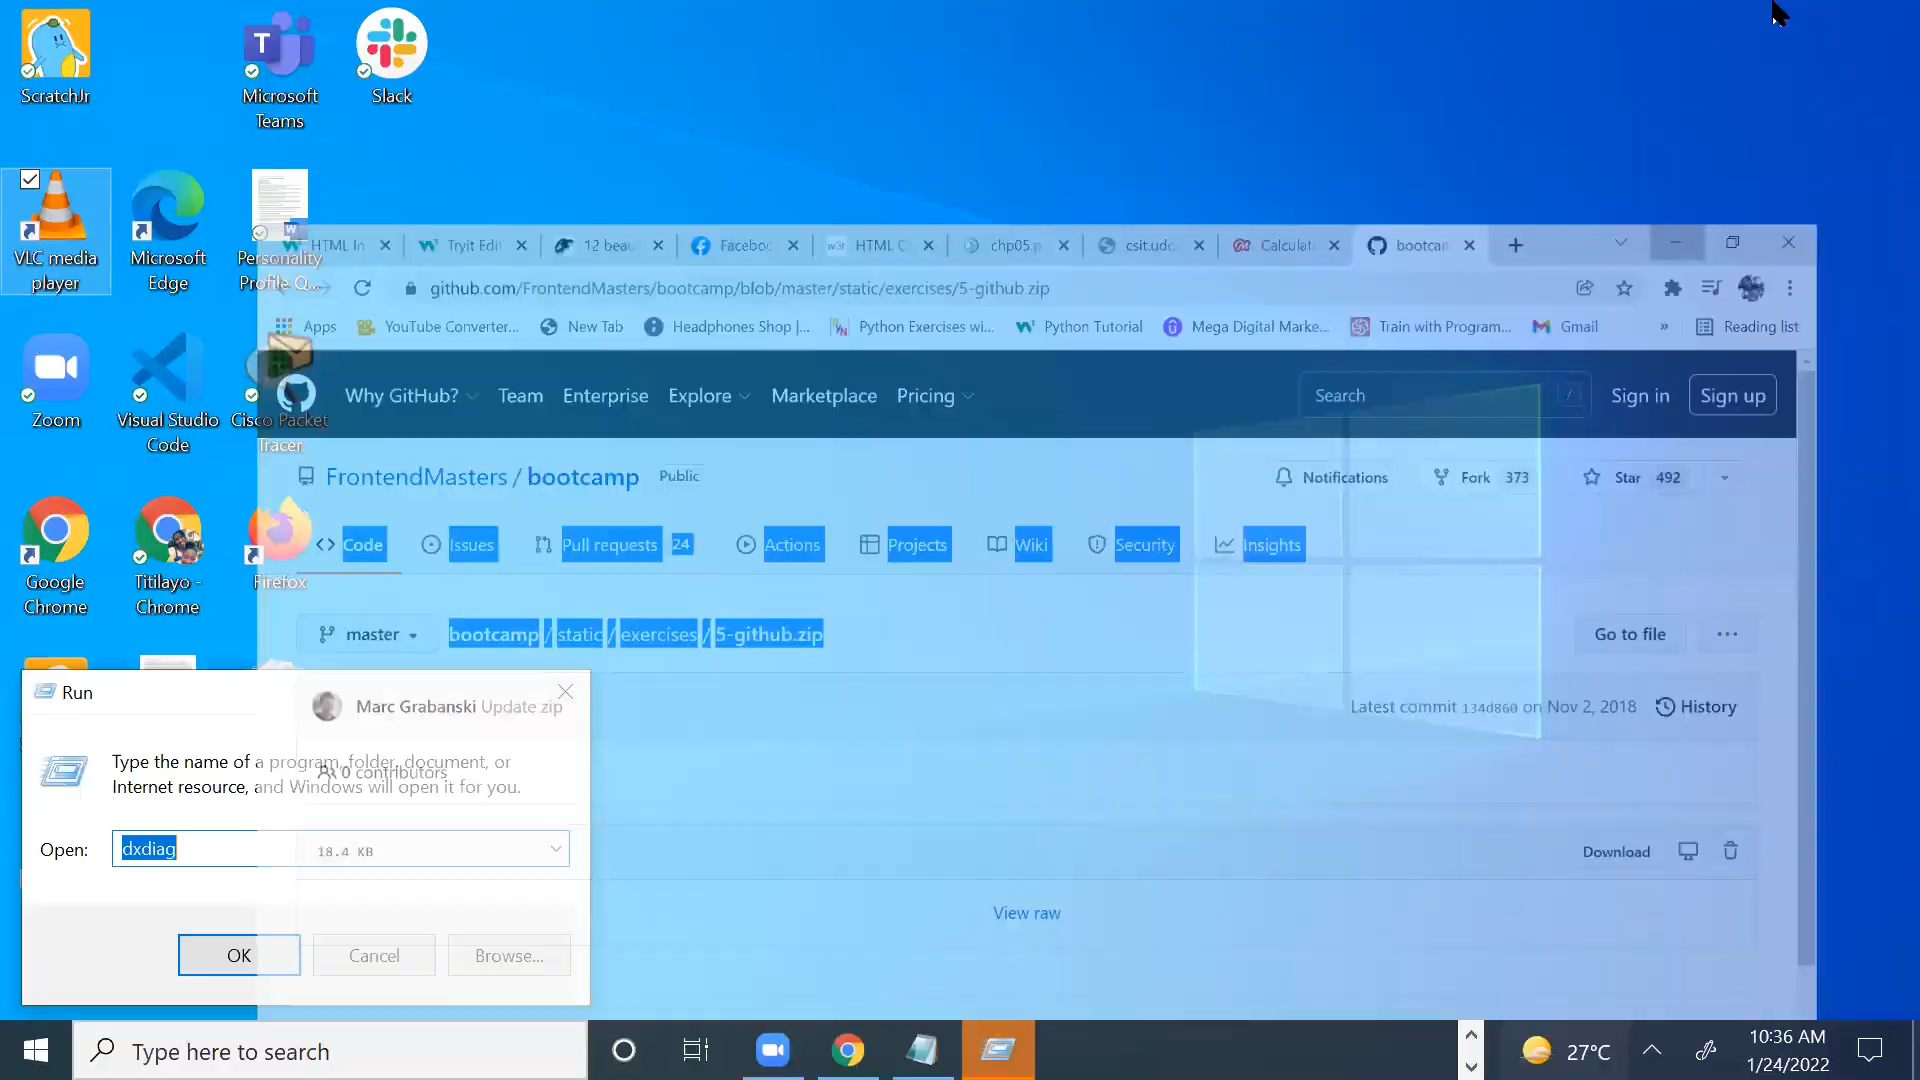 ScratchJr
Microsoft
Teams
Slack
VLC media
player
Microsoft
Edge
Personality
Profile Q...
Zoom
Visual Studio
Code
Cisco Packet
Tracer
Google
Chrome
Titilayo -
Chrome
Firefox
HTML In
Tryit Edi
12 beau
Faceboo
HTML C
chp05.p
csit.udc
Calculat
bootcam
github.com/FrontendMasters/bootcamp/blob/master/static/exercises/5-github.zip
Apps
YouTube Converter...
New Tab
Headphones Shop |...
Python Exercises wi...
Python Tutorial
Mega Digital Marke...
Train with Program...
Gmail
»
Reading list
Why GitHub?
Team
Enterprise
Explore
Marketplace
Pricing
Search
/
Sign in
Sign up
FrontendMasters / bootcamp
Public
Notifications
Fork 373
Star 492
Code
Issues
Pull requests 24
Actions
Projects
Wiki
Security
Insights
master
bootcamp / static / exercises / 5-github.zip
Go to file
Marc Grabanski Update zip
Latest commit 134d860 on Nov 2, 2018
History
0 contributors
18.4 KB
Download
View raw
Run
Type the name of a program, folder, document, or
Internet resource, and Windows will open it for you.
Open:
dxdiag
OK
Cancel
Browse...
Type here to search
27°C
10:36 AM
1/24/2022